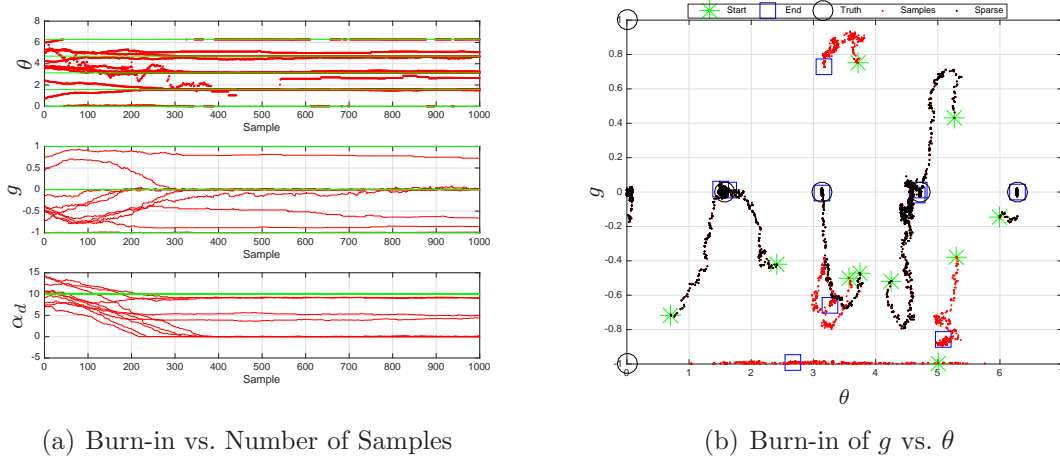 8
6
4
2
0
θ
0 100 200 300 400 500 600 700 800 900 1000
Sample
1
0.5
0
-0.5
-1
g
0 100 200 300 400 500 600 700 800 900 1000
Sample
15
10
5
0
-5
α_d
0 100 200 300 400 500 600 700 800 900 1000
Sample
(a) Burn-in vs. Number of Samples
Start End Truth Samples Sparse
1
0.8
0.6
0.4
0.2
0
-0.2
-0.4
-0.6
-0.8
-1
g
0 1 2 3 4 5 6 7
θ
(b) Burn-in of g vs. θ